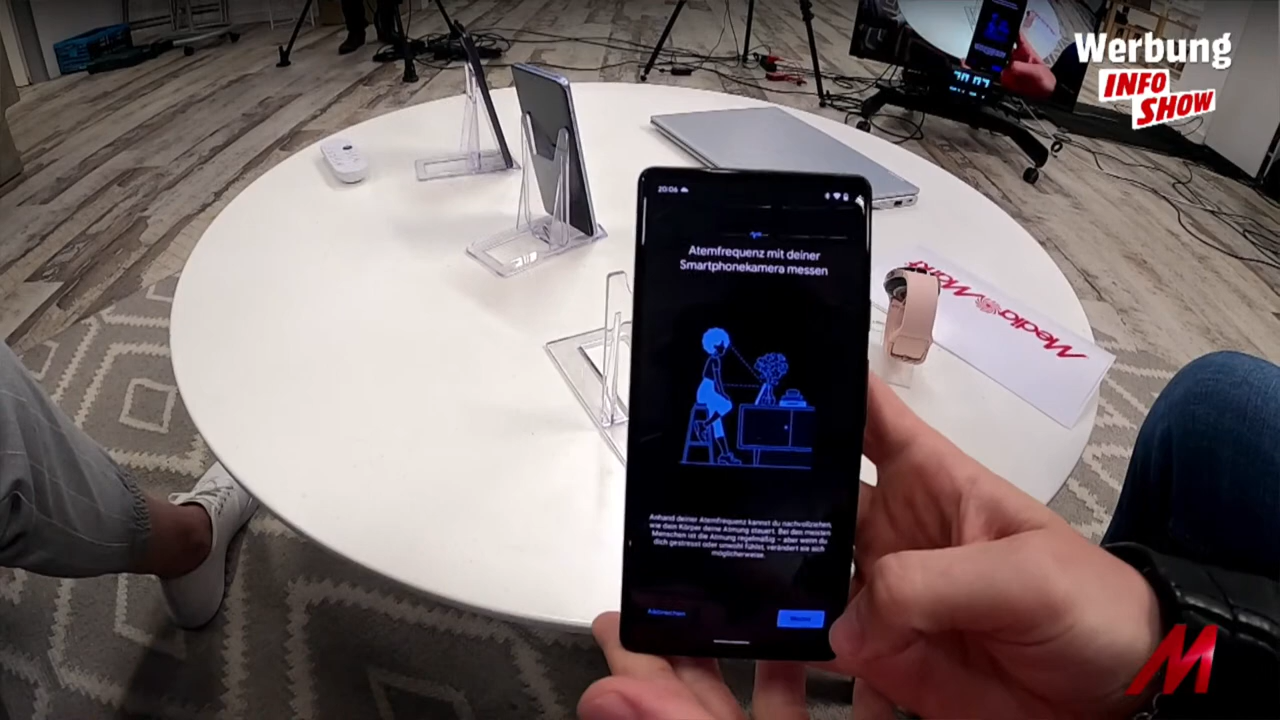 Werbung
INFO
SHOW
20:06
Atemfrequenz mit deiner
Smartphonekamera messen
MediaMarkt
Anhand deiner Atemfrequenz kannst du nachvollziehen,
wie dein Körper deine Atmung steuert. Bei den meisten
Menschen ist die Atmung regelmäßig – aber wenn du
dich gestresst oder unwohl fühlst, verändert sie sich
möglicherweise.
Abbrechen
M